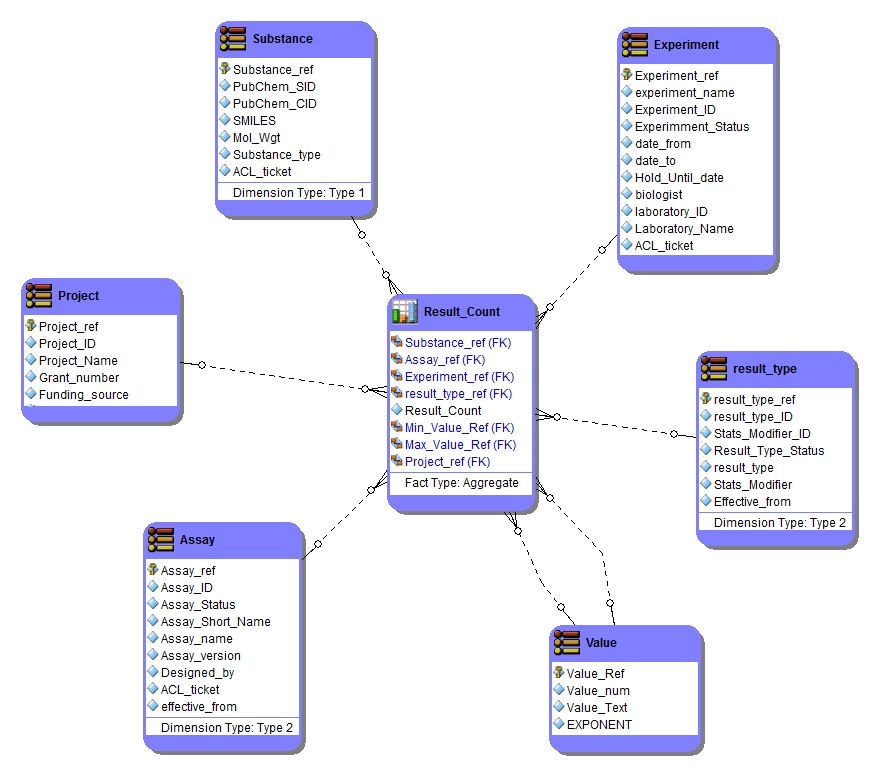 Substance
Substance_ref
PubChem_SID
PubChem_CID
SMILES
Mol_Wgt
Substance_type
ACL_ticket
Dimension Type: Type 1
Experiment
Experiment_ref
experiment_name
Experiment_ID
Experimment_Status
date_from
date_to
Hold_Until_date
biologist
laboratory_ID
Laboratory_Name
ACL_ticket
Project
Project_ref
Project_ID
Project_Name
Grant_number
Funding_source
Result_Count
Substance_ref (FK)
Assay_ref (FK)
Experiment_ref (FK)
result_type_ref (FK)
Result_Count
Min_Value_Ref (FK)
Max_Value_Ref (FK)
Project_ref (FK)
Fact Type: Aggregate
result_type
result_type_ref
result_type_ID
Stats_Modifier_ID
Result_Type_Status
result_type
Stats_Modifier
Effective_from
Dimension Type: Type 2
Assay
Assay_ref
Assay_ID
Assay_Status
Assay_Short_Name
Assay_name
Assay_version
Designed_by
ACL_ticket
effective_from
Dimension Type: Type 2
Value
Value_Ref
Value_num
Value_Text
EXPONENT